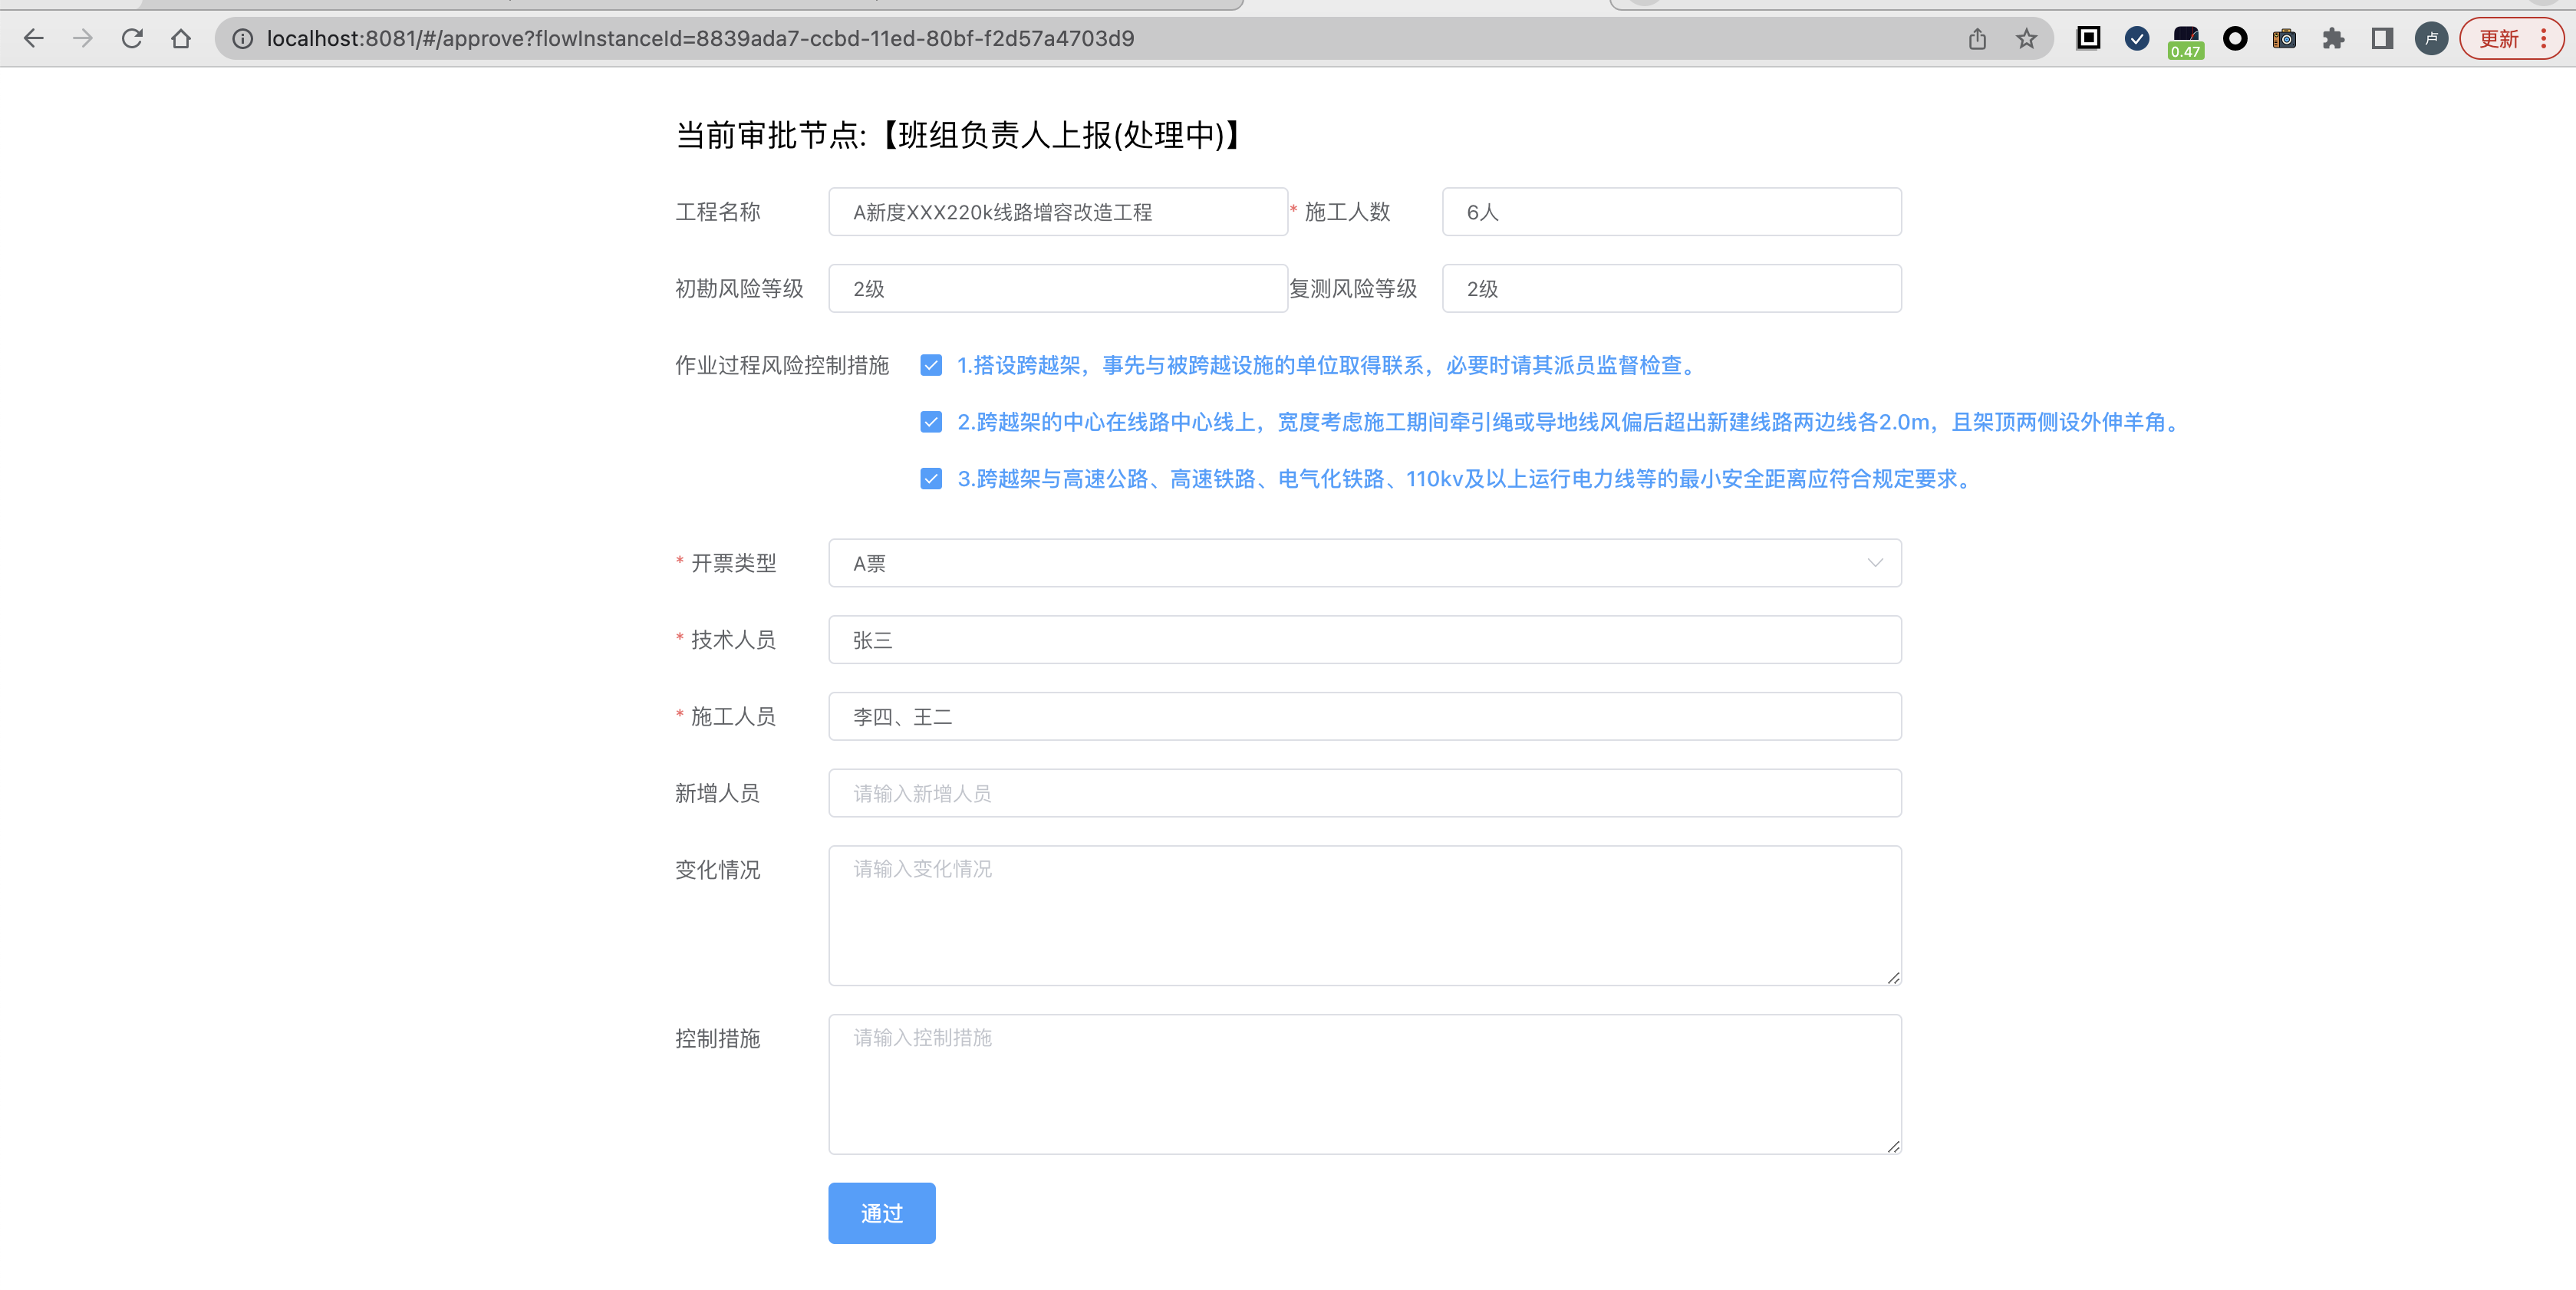 localhost:8081/#/approve?flowInstanceId=8839ada7-ccbd-11ed-80bf-f2d57a4703d9
0.47
卢
更新
当前审批节点:【班组负责人上报(处理中)】
工程名称 A新度XXX220k线路增容改造工程 * 施工人数 6人
初勘风险等级 2级 复测风险等级 2级
作业过程风险控制措施 1.搭设跨越架，事先与被跨越设施的单位取得联系，必要时请其派员监督检查。
2.跨越架的中心在线路中心线上，宽度考虑施工期间牵引绳或导地线风偏后超出新建线路两边线各2.0m，且架顶两侧设外伸羊角。
3.跨越架与高速公路、高速铁路、电气化铁路、110kv及以上运行电力线等的最小安全距离应符合规定要求。
* 开票类型 A票
* 技术人员 张三
* 施工人员 李四、王二
新增人员 请输入新增人员
变化情况 请输入变化情况
控制措施 请输入控制措施
通过